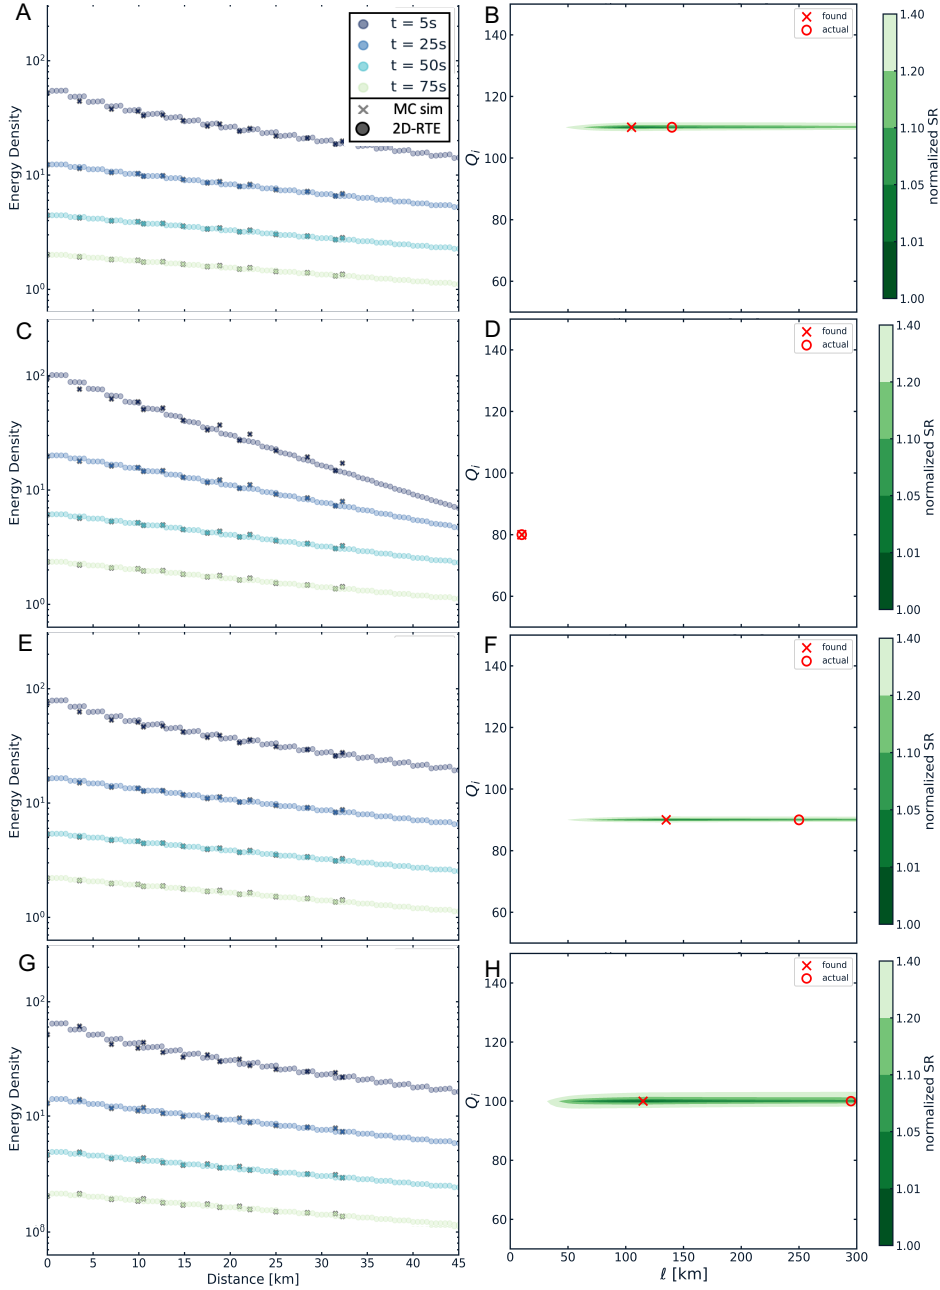 A
10²
10¹
10⁰
Energy Density
t = 5s
t = 25s
t = 50s
t = 75s
MC sim
2D-RTE
B
140
120
100
80
60
Qᵢ
found
actual
1.40
1.20
1.10
1.05
1.01
1.00
normalized SR
C
10²
10¹
10⁰
Energy Density
D
140
120
100
80
60
Qᵢ
found
actual
1.40
1.20
1.10
1.05
1.01
1.00
normalized SR
E
10²
10¹
10⁰
Energy Density
F
140
120
100
80
60
Qᵢ
found
actual
1.40
1.20
1.10
1.05
1.01
1.00
normalized SR
G
10²
10¹
10⁰
Energy Density
0 5 10 15 20 25 30 35 40 45
Distance [km]
H
140
120
100
80
60
Qᵢ
found
actual
0 50 100 150 200 250 300
ℓ [km]
1.40
1.20
1.10
1.05
1.01
1.00
normalized SR